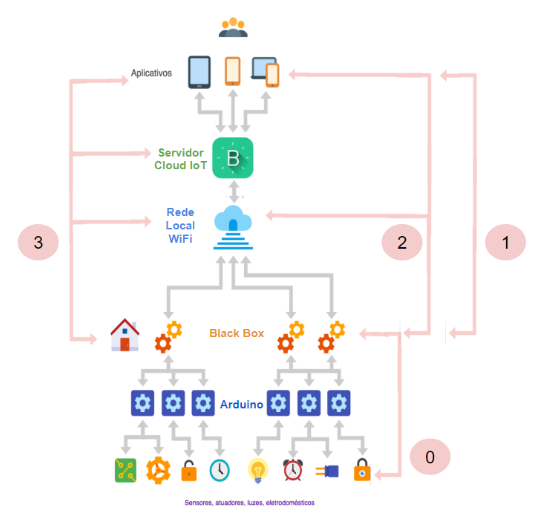 Aplicativos
B
Servidor
Cloud IoT
Rede
Local
WiFi
3
2
1
Black Box
Arduino
0
Sensores, atuadores, luzes, eletrodomésticos